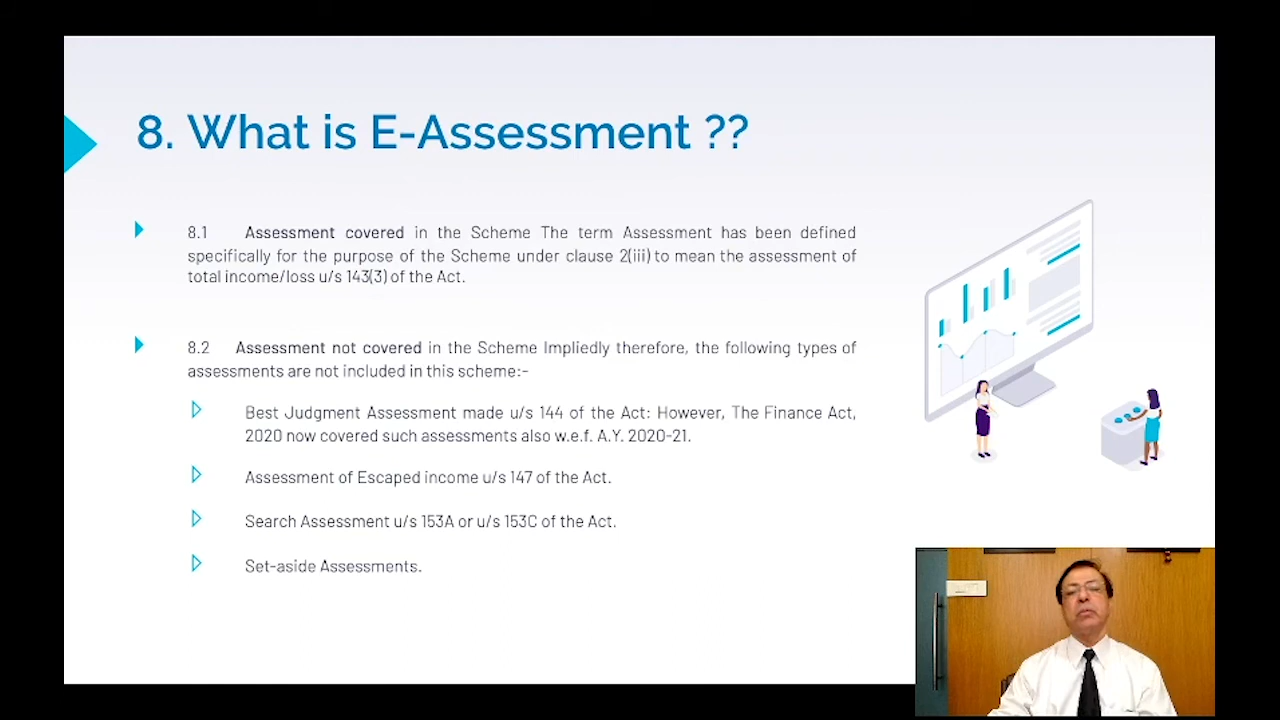 8. What is E-Assessment ??
8.1 Assessment covered in the Scheme The term Assessment has been defined
specifically for the purpose of the Scheme under clause 2(iii) to mean the assessment of
total income/loss u/s 143(3) of the Act.
8.2 Assessment not covered in the Scheme Impliedly therefore, the following types of
assessments are not included in this scheme:-
Best Judgment Assessment made u/s 144 of the Act: However, The Finance Act,
2020 now covered such assessments also w.e.f. A.Y. 2020-21.
Assessment of Escaped income u/s 147 of the Act.
Search Assessment u/s 153A or u/s 153C of the Act.
Set-aside Assessments.